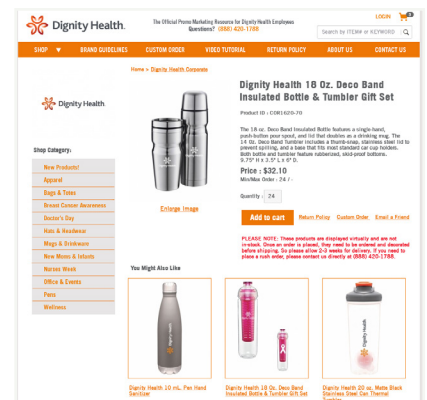 LOGIN
Dignity Health.
The Official Promo Marketing Resource for Dignity Health Employees
Questions? (888) 420-1788
Search by ITEM# or KEYWORD
SHOP ▼ BRAND GUIDELINES CUSTOM ORDER VIDEO TUTORIAL RETURN POLICY ABOUT US CONTACT US
Home > Dignity Health Corporate
Dignity Health
Shop Category:
New Products!
Apparel
Bags & Totes
Breast Cancer Awareness
Doctor's Day
Hats & Headwear
Mugs & Drinkware
New Moms & Infants
Nurses Week
Office & Events
Pens
Wellness
Enlarge Image
Dignity Health 18 Oz. Deco Band
Insulated Bottle & Tumbler Gift Set
Product ID : COR1620-70
The 18 oz. Deco Band Insulated Bottle features a single-hand,
push-button pour spout, and lid that doubles as a drinking mug. The
14 Oz. Deco Band Tumbler includes a thumb-snap, stainless steel lid to
prevent spilling, and a base that fits most standard car cup holders.
Both bottle and tumbler feature rubberized, skid-proof bottoms.
9.75" H x 3.5" L x 6" D.
Price : $32.10
Min/Max Order : 24 / -
Quantity : 24
Add to cart Return Policy Custom Order Email a Friend
PLEASE NOTE: These products are displayed virtually and are not
in-stock. Once an order is placed, they need to be ordered and decorated
before shipping. So please allow 2-3 weeks for delivery. If you need to
place a rush order, please contact us directly at (888) 420-1788.
You Might Also Like
Dignity Health
Dignity Health
Dignity Health 10 mL. Pen Hand
Sanitizer
Dignity Health 18 Oz. Deco Band
Insulated Bottle & Tumbler Gift Set
Dignity Health 20 oz. Matte Black
Stainless Steel Can Thermal
Tumbler